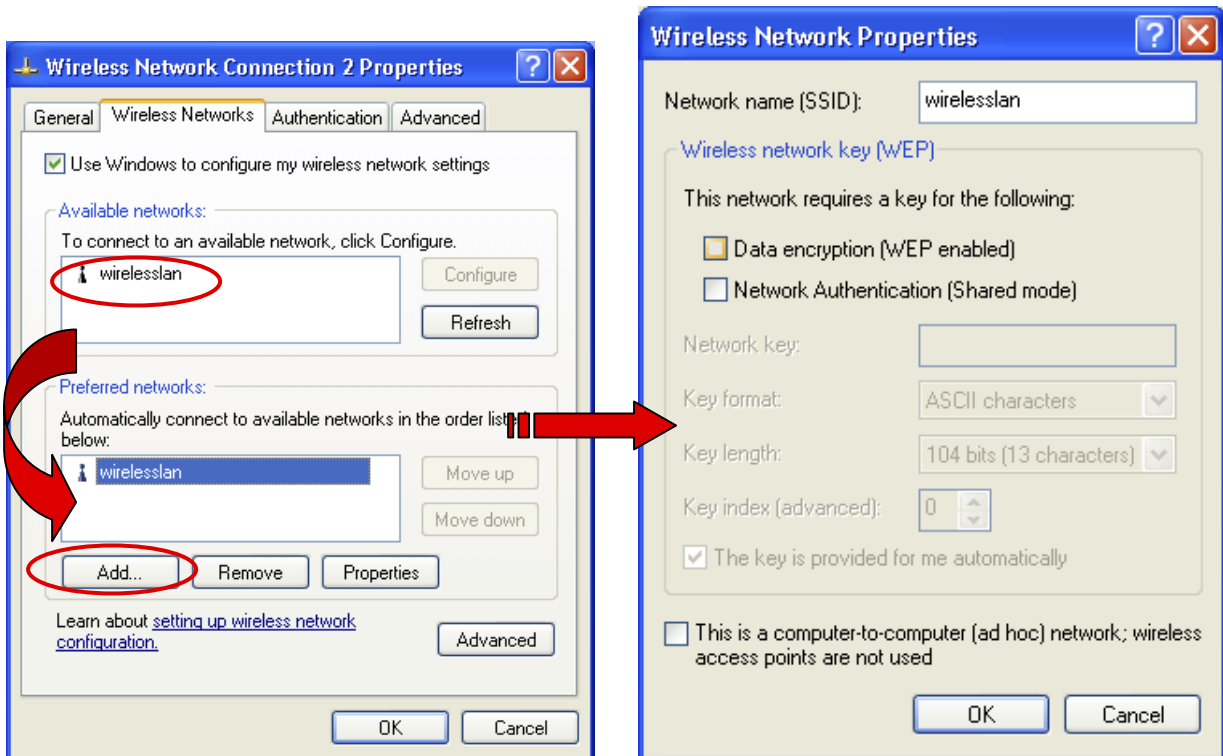 Wireless Network Connection 2 Properties
General Wireless Networks Authentication Advanced
Use Windows to configure my wireless network settings
Available networks:
To connect to an available network, click Configure.
wirelesslan
Configure
Refresh
Preferred networks:
Automatically connect to available networks in the order listed
below:
wirelesslan
Move up
Move down
Add... Remove Properties
Learn about setting up wireless network
configuration.
Advanced
OK Cancel
Wireless Network Properties
Network name (SSID): wirelesslan
Wireless network key (WEP)
This network requires a key for the following:
Data encryption (WEP enabled)
Network Authentication (Shared mode)
Network key:
Key format: ASCII characters
Key length: 104 bits (13 characters)
Key index (advanced): 0
The key is provided for me automatically
This is a computer-to-computer (ad hoc) network; wireless
access points are not used
OK Cancel